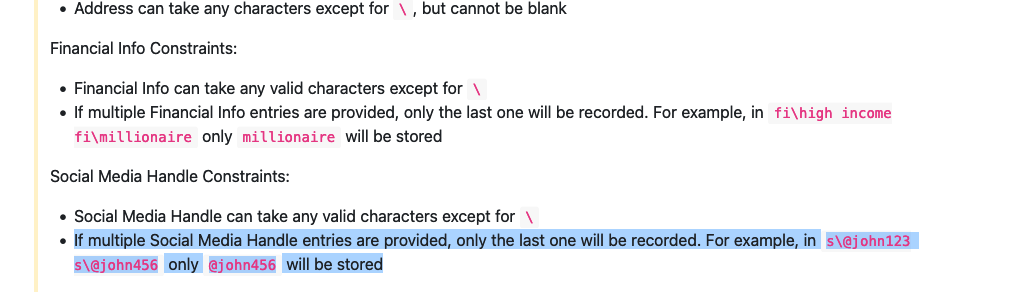 • Address can take any characters except for \ , but cannot be blank
Financial Info Constraints:
• Financial Info can take any valid characters except for \
• If multiple Financial Info entries are provided, only the last one will be recorded. For example, in fi\high income
fi\millionaire only millionaire will be stored
Social Media Handle Constraints:
• Social Media Handle can take any valid characters except for \
• If multiple Social Media Handle entries are provided, only the last one will be recorded. For example, in s\@john123
s\@john456 only @john456 will be stored